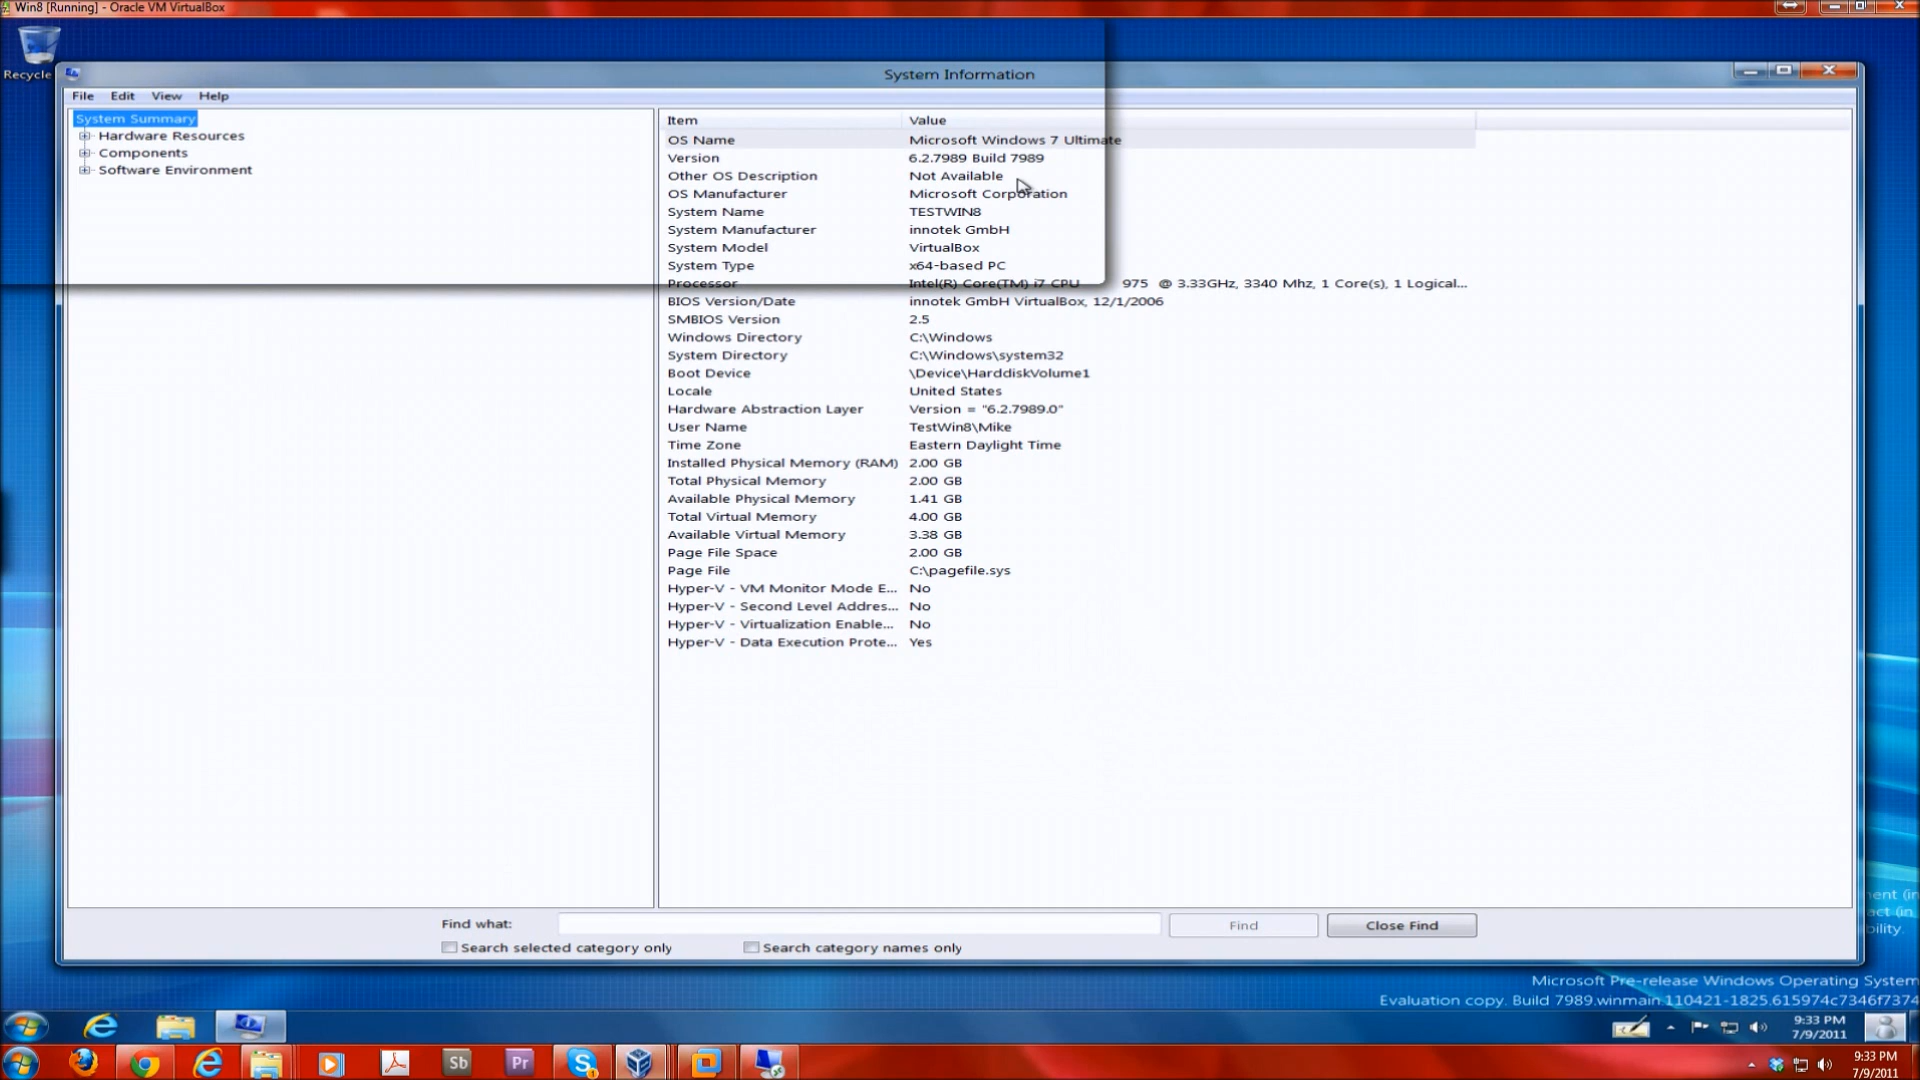 Win8 [Running] - Oracle VM VirtualBox
Recycle
System Information
File Edit View Help
System Summary
Hardware Resources
Components
Software Environment
Item Value
OS Name Microsoft Windows 7 Ultimate
Version 6.2.7989 Build 7989
Other OS Description Not Available
OS Manufacturer Microsoft Corporation
System Name TESTWIN8
System Manufacturer innotek GmbH
System Model VirtualBox
System Type x64-based PC
Processor Intel(R) Core(TM) i7 CPU 975 @ 3.33GHz, 3340 Mhz, 1 Core(s), 1 Logical...
BIOS Version/Date innotek GmbH VirtualBox, 12/1/2006
SMBIOS Version 2.5
Windows Directory C:\Windows
System Directory C:\Windows\system32
Boot Device \Device\HarddiskVolume1
Locale United States
Hardware Abstraction Layer Version = "6.2.7989.0"
User Name TestWin8\Mike
Time Zone Eastern Daylight Time
Installed Physical Memory (RAM) 2.00 GB
Total Physical Memory 2.00 GB
Available Physical Memory 1.41 GB
Total Virtual Memory 4.00 GB
Available Virtual Memory 3.38 GB
Page File Space 2.00 GB
Page File C:\pagefile.sys
Hyper-V - VM Monitor Mode E... No
Hyper-V - Second Level Addres... No
Hyper-V - Virtualization Enable... No
Hyper-V - Data Execution Prote... Yes
Find what: Find Close Find
Search selected category only Search category names only
ent (in
act (in
bility.
Microsoft Pre-release Windows Operating System
Evaluation copy. Build 7989.winmain.110421-1825.615974c7346f7374
9:33 PM
7/9/2011
Sb Pr
9:33 PM
7/9/2011